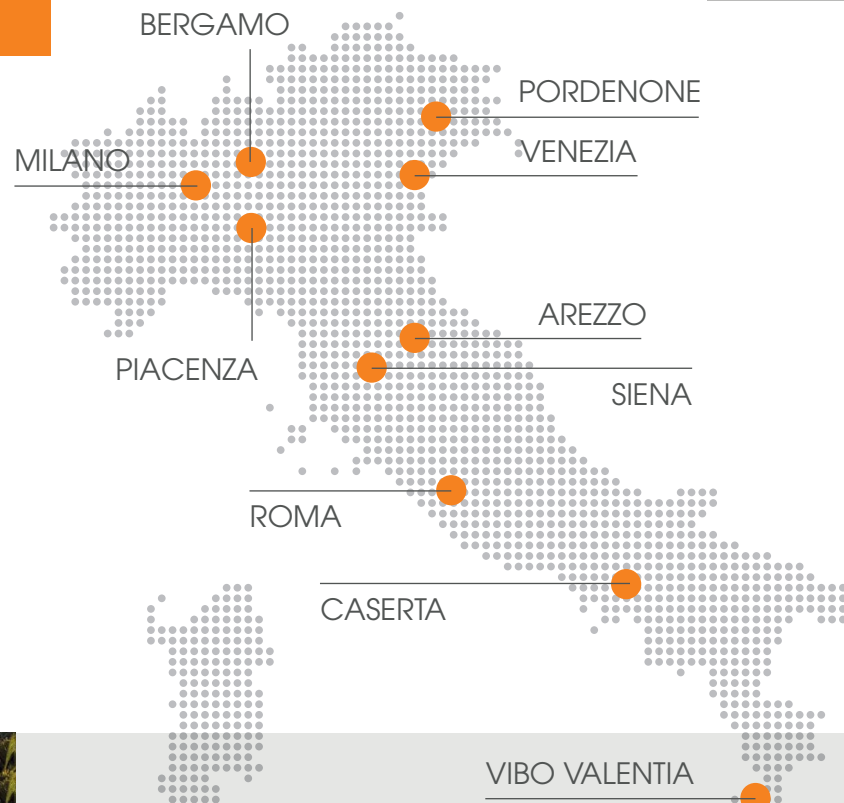 BERGAMO
PORDENONE
MILANO
VENEZIA
AREZZO
PIACENZA
SIENA
ROMA
CASERTA
VIBO VALENTIA